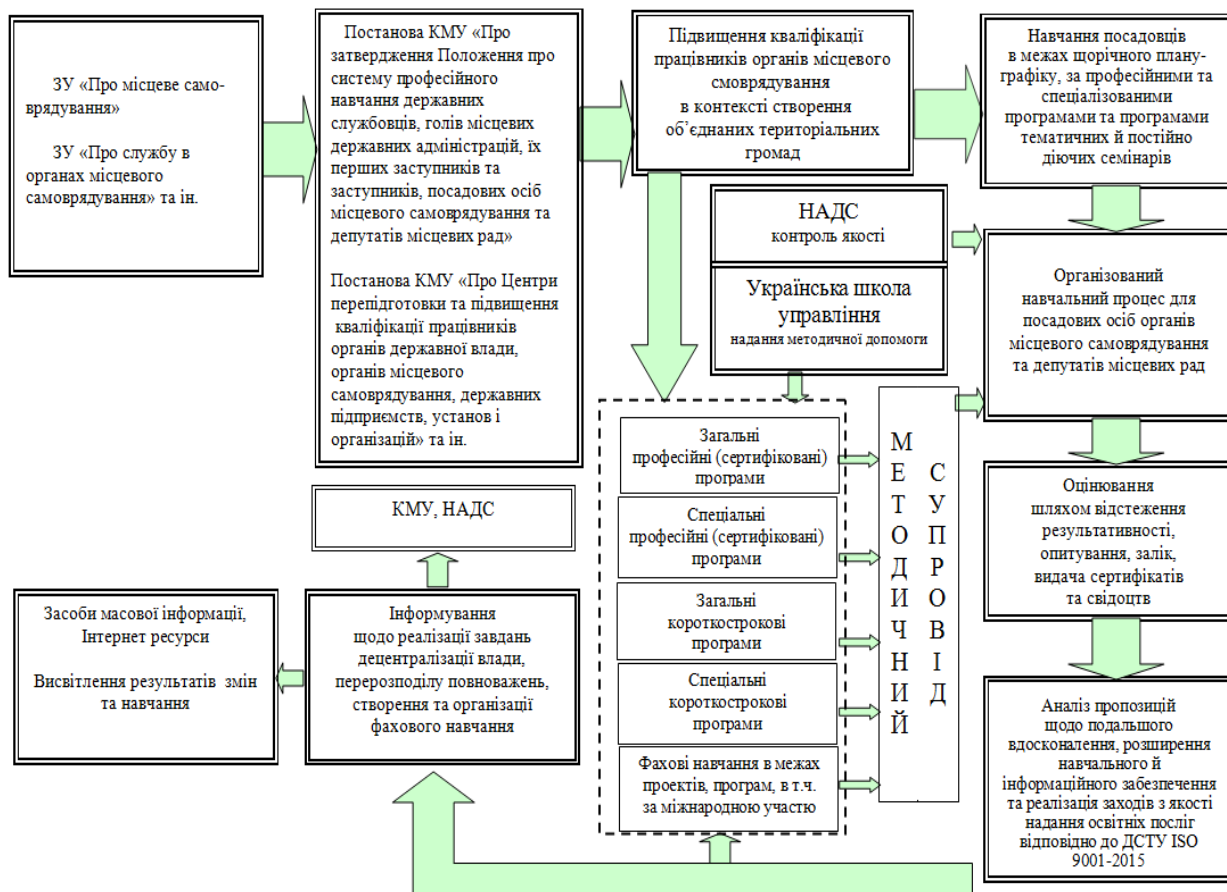 ЗУ «Про місцеве само-
врядування»
ЗУ «Про службу в
органах місцевого
самоврядування» та ін.
Постанова КМУ «Про
затвердження Положення про
систему професійного
навчання державних
службовців, голів місцевих
державних адміністрацій, їх
перших заступників та
заступників, посадових осіб
місцевого самоврядування та
депутатів місцевих рад»
Постанова КМУ «Про Центри
перепідготовки та підвищення
кваліфікації працівників
органів державної влади,
органів місцевого
самоврядування, державних
підприємств, установ і
організацій» та ін.
Підвищення кваліфікації
працівників органів місцевого
смоврядування
в контексті створення
об’єднаних територіальних
громад
Навчання посадовців
в межах щорічного плану-
графіку, за професійними та
спеціалізованими
програмами та програмами
тематичних й постійно
діючих семінарів
НАДС
контроль якості
Українська школа
управління
надання методичної допомоги
Організований
навчальний процес для
посадових осіб органів
місцевого самоврядування
та депутатів місцевих рад
Загальні
професійні (сертифіковані)
програми
Спеціальні
професійні (сертифіковані)
програми
Загальні
короткострокові
програми
Спеціальні
короткострокові
програми
Фахові навчання в межах
проектів, програм, в т.ч.
за міжнародною участю
МЕТОДИЧНИЙ
СУПРОВІД
Оцінювання
шляхом відстеження
результативності,
опитування, залік,
видача сертифікатів
та свідоцтв
КМУ, НАДС
Засоби масової інформації,
Інтернет ресурси
Висвітлення результатів змін
та навчання
Інформування
щодо реалізації завдань
децентралізації влади,
перерозподілу повноважень,
створення та організації
фахового навчання
Аналіз пропозицій
щодо подальшого
вдосконалення, розширення
навчального й
інформаційного забезпечення
та реалізація заходів з якості
надання освітніх посліг
відповідно до ДСТУ ISO
9001-2015